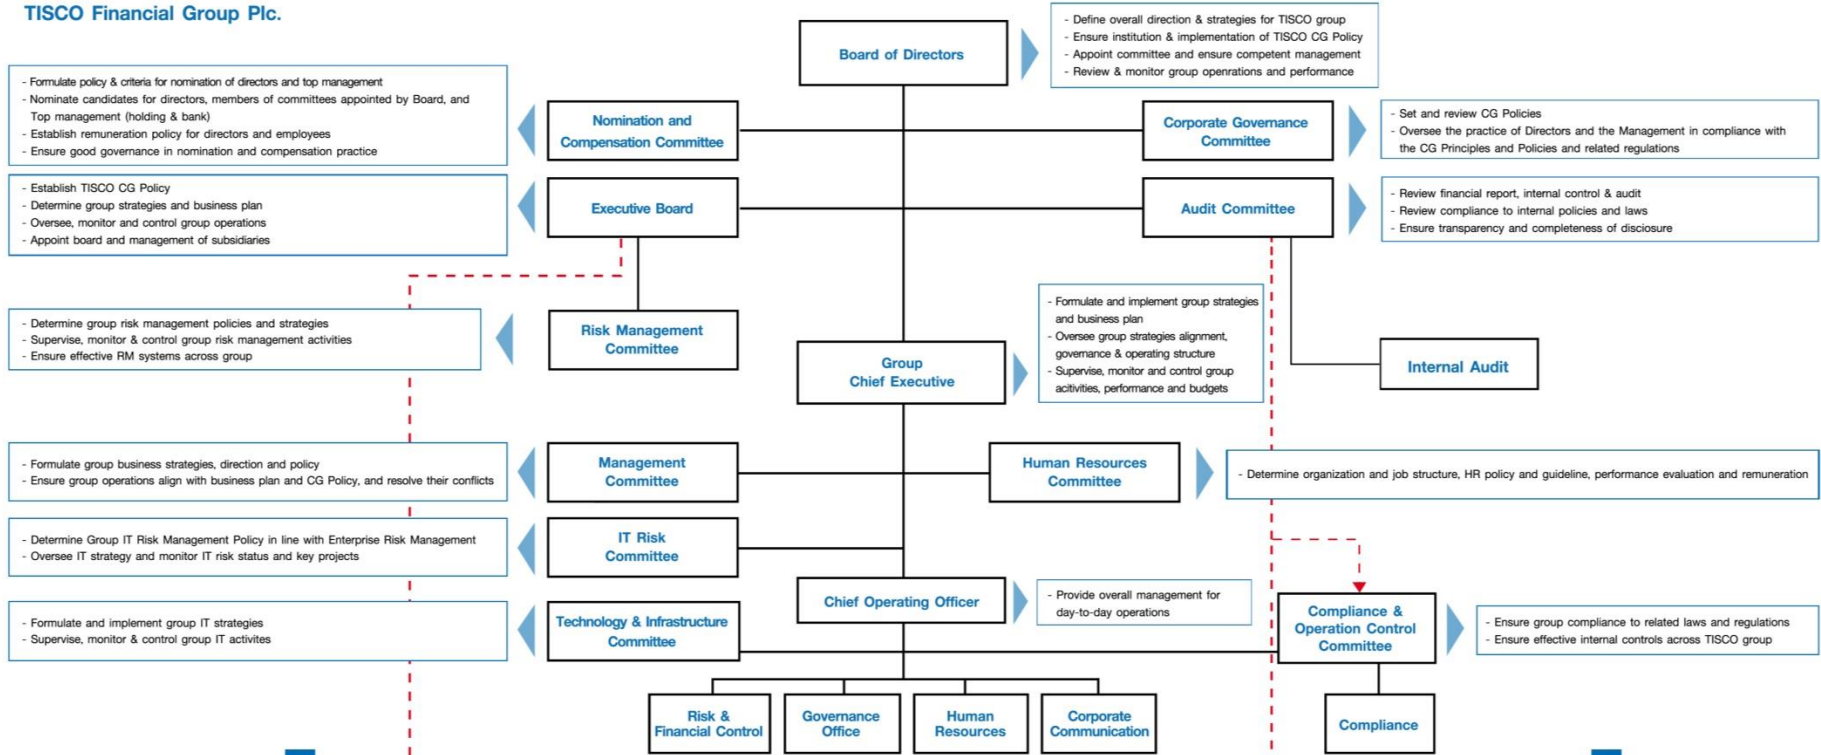 TISCO Financial Group Plc.
Board of Directors
- Define overall direction & strategies for TISCO group
- Ensure institution & implementation of TISCO CG Policy
- Appoint committee and ensure competent management
- Review & monitor group openrations and performance
- Formulate policy & criteria for nomination of directors and top management
- Nominate candidates for directors, members of committees appointed by Board, and
Top management (holding & bank)
- Establish remuneration policy for directors and employees
- Ensure good governance in nomination and compensation practice
Nomination and
Compensation Committee
Corporate Governance
Committee
- Set and review CG Policies
- Oversee the practice of Directors and the Management in compliance with
the CG Principles and Policies and related regulations
- Establish TISCO CG Policy
- Determine group strategies and business plan
- Oversee, monitor and control group operations
- Appoint board and management of subsidiaries
Executive Board
Audit Committee
- Review financial report, internal control & audit
- Review compliance to internal policies and laws
- Ensure transparency and completeness of disclosure
- Determine group risk management policies and strategies
- Supervise, monitor & control group risk management activities
- Ensure effective RM systems across group
Risk Management
Committee
Group
Chief Executive
- Formulate and implement group strategies
and business plan
- Oversee group strategies alignment,
governance & operating structure
- Supervise, monitor and control group
acitivities, performance and budgets
Internal Audit
- Formulate group business strategies, direction and policy
- Ensure group operations align with business plan and CG Policy, and resolve their conflicts
Management
Committee
Human Resources
Committee
- Determine organization and job structure, HR policy and guideline, performance evaluation and remuneration
- Determine Group IT Risk Management Policy in line with Enterprise Risk Management
- Oversee IT strategy and monitor IT risk status and key projects
IT Risk
Committee
Chief Operating Officer
- Provide overall management for
day-to-day operations
- Formulate and implement group IT strategies
- Supervise, monitor & control group IT activites
Technology & Infrastructure
Committee
Compliance &
Operation Control
Committee
- Ensure group compliance to related laws and regulations
- Ensure effective internal controls across TISCO group
Risk &
Financial Control
Governance
Office
Human
Resources
Corporate
Communication
Compliance